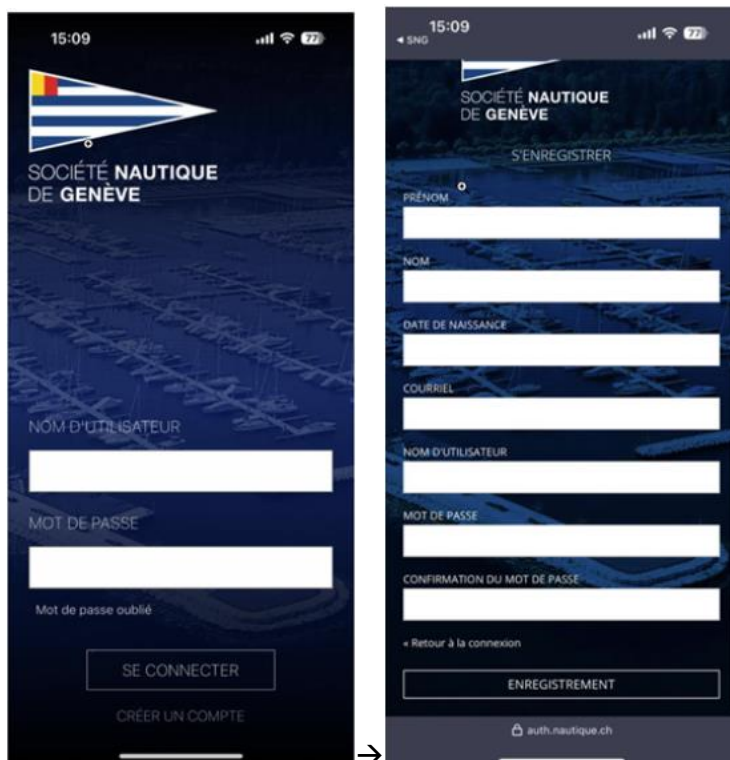 15:09
77
SOCIÉTÉ NAUTIQUE
DE GENÈVE
NOM D'UTILISATEUR
MOT DE PASSE
Mot de passe oublié
SE CONNECTER
CRÉER UN COMPTE
→
15:09
◂ SNG
77
SOCIÉTÉ NAUTIQUE
DE GENÈVE
S'ENREGISTRER
PRÉNOM
NOM
DATE DE NAISSANCE
COURRIEL
NOM D'UTILISATEUR
MOT DE PASSE
CONFIRMATION DU MOT DE PASSE
« Retour à la connexion
ENREGISTREMENT
auth.nautique.ch